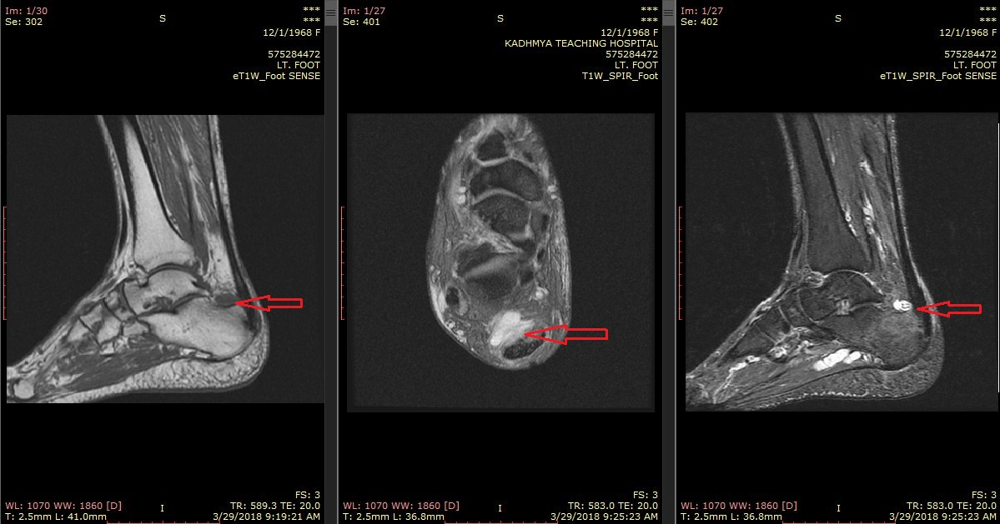 Im: 1/30
Se: 302
S
***
***
12/1/1968 F
575284472
LT. FOOT
eT1W_Foot SENSE
WL: 1070 WW: 1860 [D]
T: 2.5mm L: 41.0mm
I
FS: 3
TR: 589.3 TE: 20.0
3/29/2018 9:19:21 AM
Im: 1/27
Se: 401
S
***
***
12/1/1968 F
KADHMYA TEACHING HOSPITAL
575284472
LT. FOOT
T1W_SPIR_Foot
WL: 1070 WW: 1860 [D]
T: 2.5mm L: 36.8mm
I
FS: 3
TR: 583.0 TE: 20.0
3/29/2018 9:25:23 AM
Im: 1/27
Se: 402
S
***
***
12/1/1968 F
575284472
LT. FOOT
eT1W_SPIR_Foot SENSE
WL: 1070 WW: 1860 [D]
T: 2.5mm L: 36.8mm
I
FS: 3
TR: 583.0 TE: 20.0
3/29/2018 9:25:23 AM